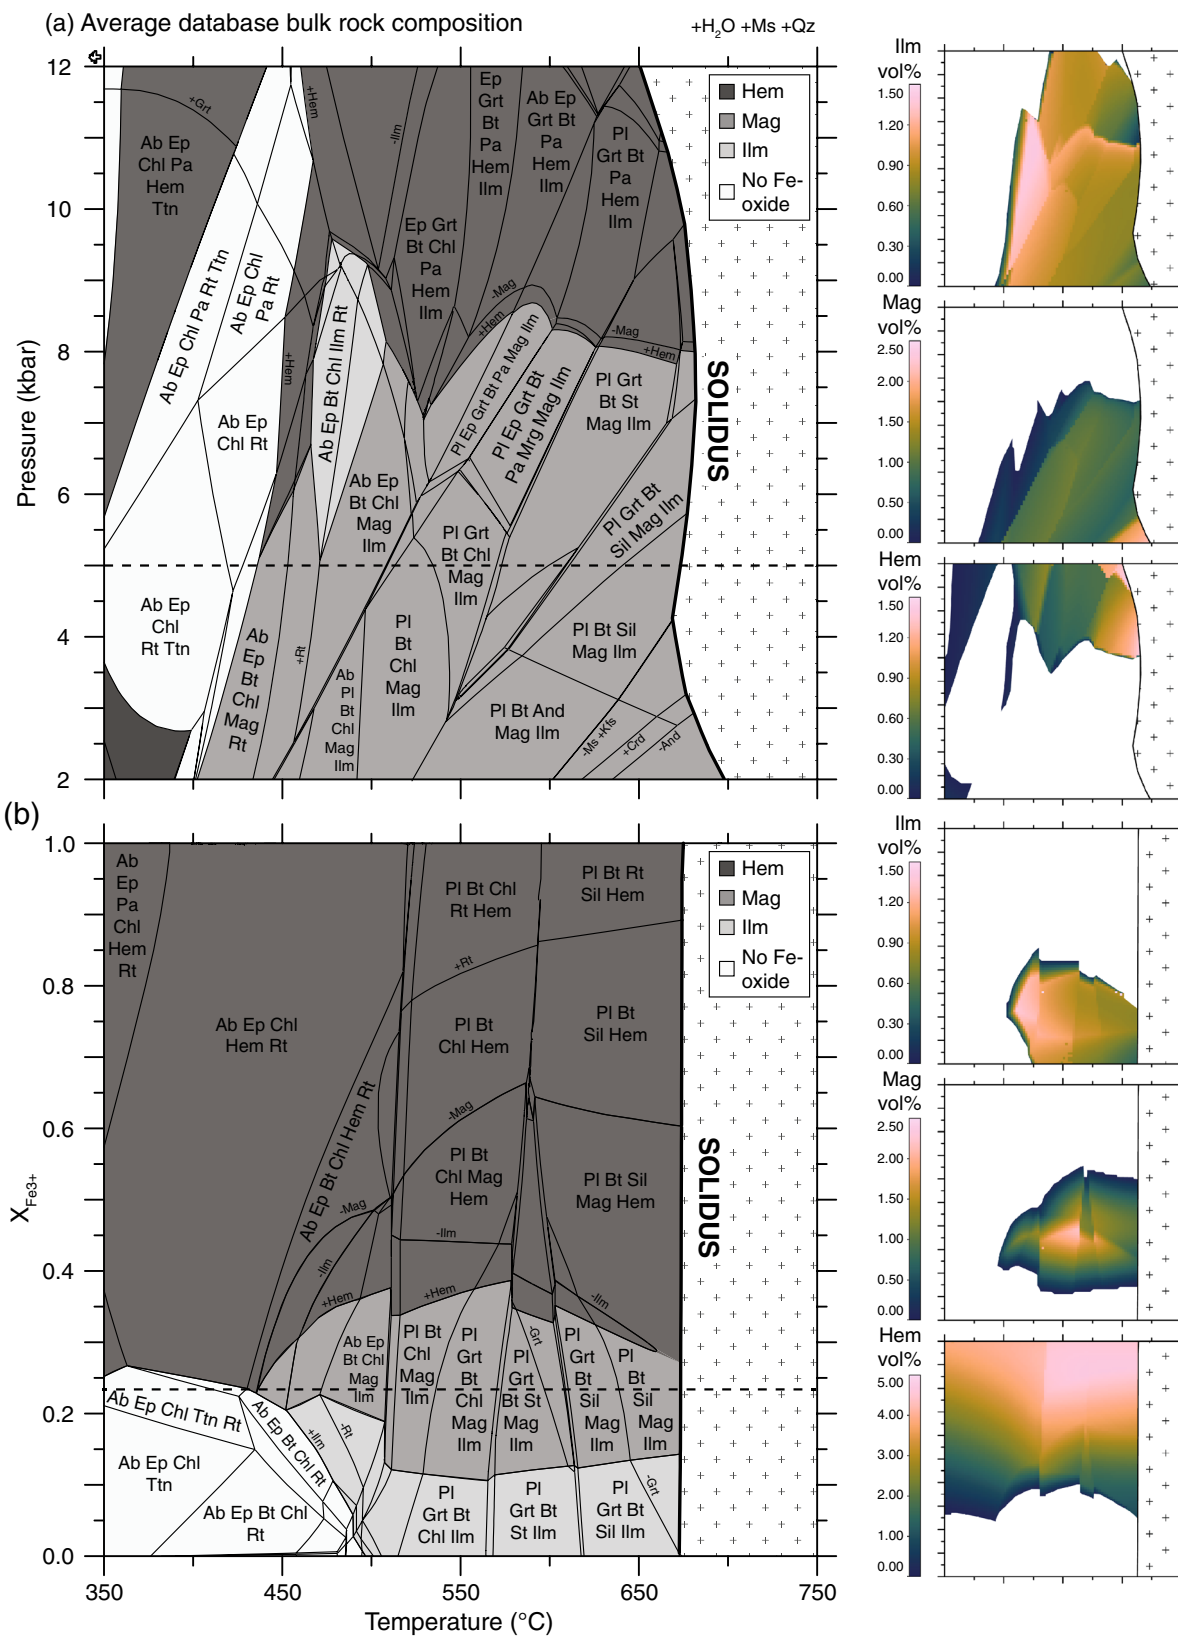 (a) Average database bulk rock composition
+H2O +Ms +Qz
12
10
8
6
4
2
Pressure (kbar)
Hem
Mag
Ilm
No Fe-
oxide
+Grt
Ab Ep
Chl Pa
Hem
Ttn
Ab Ep Chl Pa Rt Ttn
Ab Ep Chl
Pa Rt
Ab Ep
Chl Rt
+Hem
+Hem
-Ilm
Ep
Grt
Bt
Pa
Hem
Ilm
Ab Ep
Grt Bt
Pa
Hem
Ilm
Pl
Grt Bt
Pa
Hem
Ilm
Ep Grt
Bt Chl
Pa
Hem
Ilm
-Mag
+Hem
-Mag
+Hem
Ab Ep Bt Chl Ilm Rt
Pl Ep Grt Bt Pa Mag Ilm
Pl Ep Grt Bt
Pa Mrg Mag Ilm
Pl Grt
Bt St
Mag Ilm
Ab Ep
Bt Chl
Mag
Ilm
Pl Grt
Bt Chl
Mag
Ilm
Pl Grt Bt
Sil Mag Ilm
Ab Ep
Chl
Rt Ttn
Ab
Ep
Bt
Chl
Mag
Rt
+Rt
Ab
Pl
Bt
Chl
Mag
Ilm
Pl
Bt
Chl
Mag
Ilm
Pl Bt Sil
Mag Ilm
Pl Bt And
Mag Ilm
-Ms +Kfs
+Crd
-And
SOLIDUS
Ilm
vol%
1.50
1.20
0.90
0.60
0.30
0.00
Mag
vol%
2.50
2.00
1.50
1.00
0.50
0.00
Hem
vol%
1.50
1.20
0.90
0.60
0.30
0.00
(b)
1.0
0.8
0.6
0.4
0.2
0.0
XFe3+
350
450
550
650
750
Temperature (°C)
Hem
Mag
Ilm
No Fe-
oxide
Ab
Ep
Pa
Chl
Hem
Rt
Ab Ep Chl
Hem Rt
Ab Ep Bt Chl Hem Rt
Pl Bt Chl
Rt Hem
Pl Bt Rt
Sil Hem
+Rt
Pl Bt
Chl Hem
Pl Bt
Sil Hem
-Mag
Pl Bt
Chl Mag
Hem
Pl Bt Sil
Mag Hem
-Mag
-Ilm
-Ilm
+Hem
+Hem
-Ilm
Ab Ep
Bt Chl
Mag
Ilm
Pl Bt
Chl
Mag
Ilm
Pl
Grt
Bt
Chl
Mag
Ilm
-Grt
Pl
Grt
Bt St
Mag
Ilm
Pl
Grt
Bt
Sil
Mag
Ilm
Pl
Bt
Sil
Mag
Ilm
Ab Ep Chl Ttn Rt
Ab Ep Bt Chl Rt
+Ilm
-Rt
Ab Ep Chl
Ttn
Ab Ep Bt Chl
Rt
Pl
Grt Bt
Chl Ilm
Pl
Grt Bt
St Ilm
Pl
Grt Bt
Sil Ilm
-Grt
SOLIDUS
Ilm
vol%
1.50
1.20
0.90
0.60
0.30
0.00
Mag
vol%
2.50
2.00
1.50
1.00
0.50
0.00
Hem
vol%
5.00
4.00
3.00
2.00
1.00
0.00